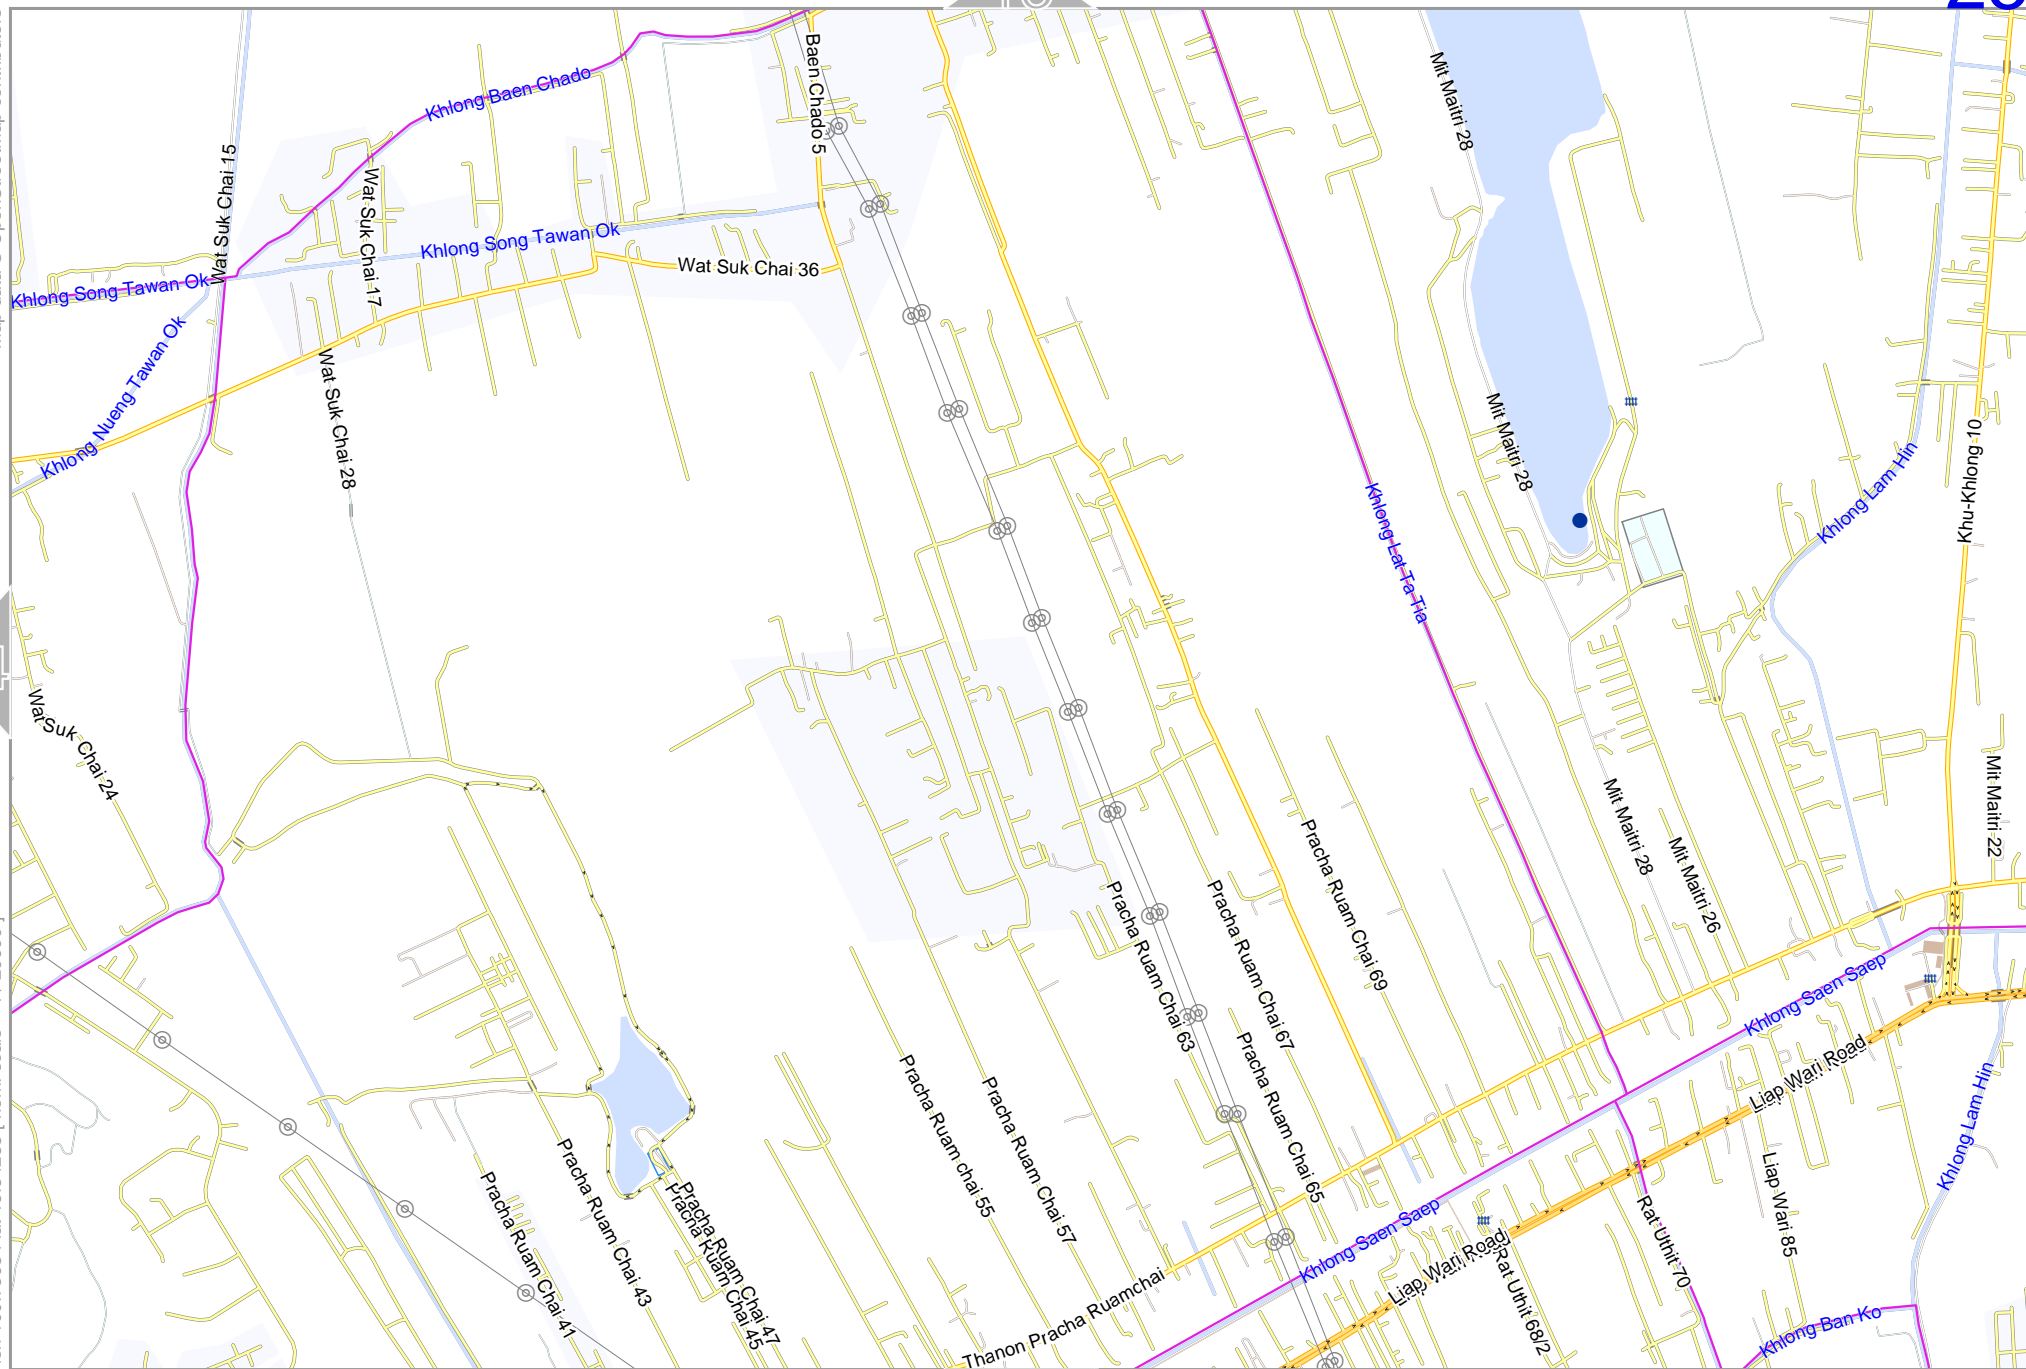 Khlong Baen Chado
Baen Chado 5
Mit Maitri 28
Wat Suk Chai 15
Wat Suk Chai 17
Khlong Song Tawan Ok
Wat Suk Chai 36
Khlong Song Tawan Ok
Khlong Nueng Tawan Ok
Wat Suk Chai 28
Mit Maitri 28
Khlong Lat Ta Tia
Khlong Lam Hin
Khu-Khlong 10
Wat Suk Chai 24
Mit Maitri 22
Mit Maitri 28
Mit Maitri 26
Pracha Ruam Chai 69
Pracha Ruam Chai 63
Pracha Ruam Chai 67
Khlong Saen Saep
Pracha Ruam Chai 65
Liap Wari Road
Pracha Ruam chai 55
Pracha Ruam Chai 57
Khlong Lam Hin
Pracha Ruam Chai 43
Pracha Ruam Chai 41
Pracha Ruam Chai 47
Pracha Ruam Chai 45
Liap Wari 85
Rat Uthit 70
Khlong Saen Saep
Liap Wari Road
Rat Uthit 68/2
Thanon Pracha Ruamchai
Khlong Ban Ko